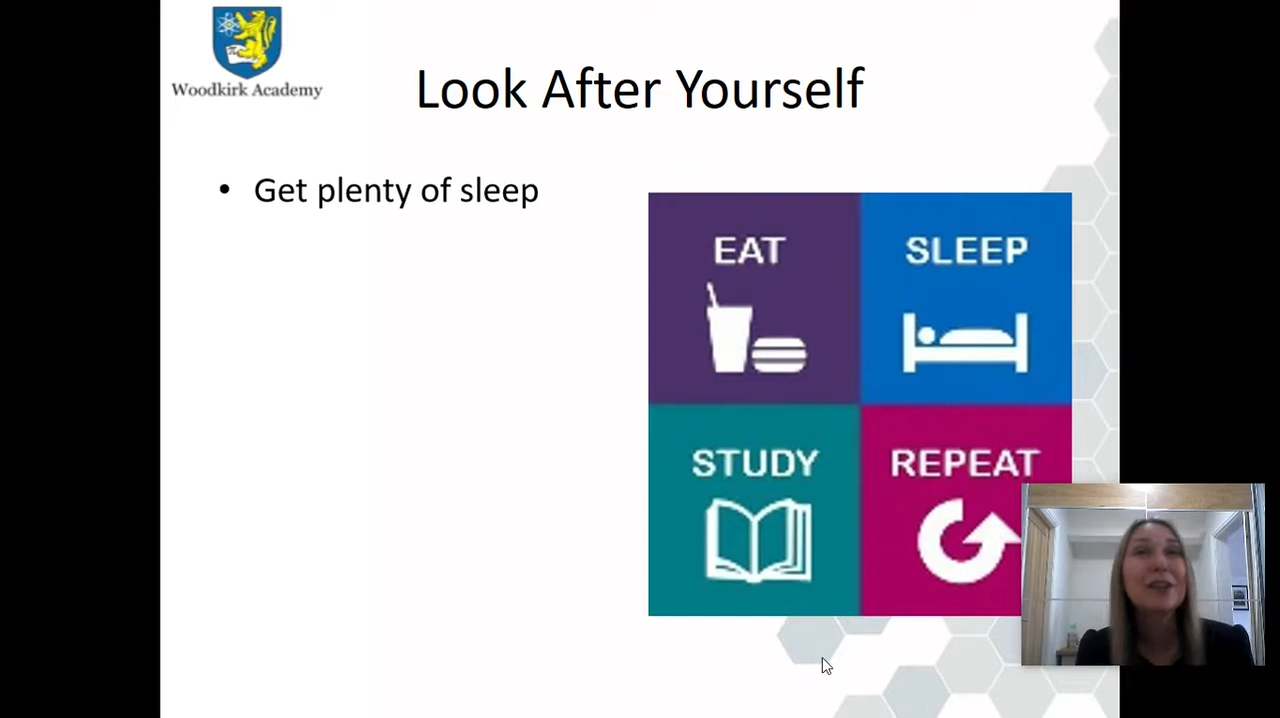 Woodkirk Academy
Look After Yourself
• Get plenty of sleep
EAT
SLEEP
STUDY
REPEAT